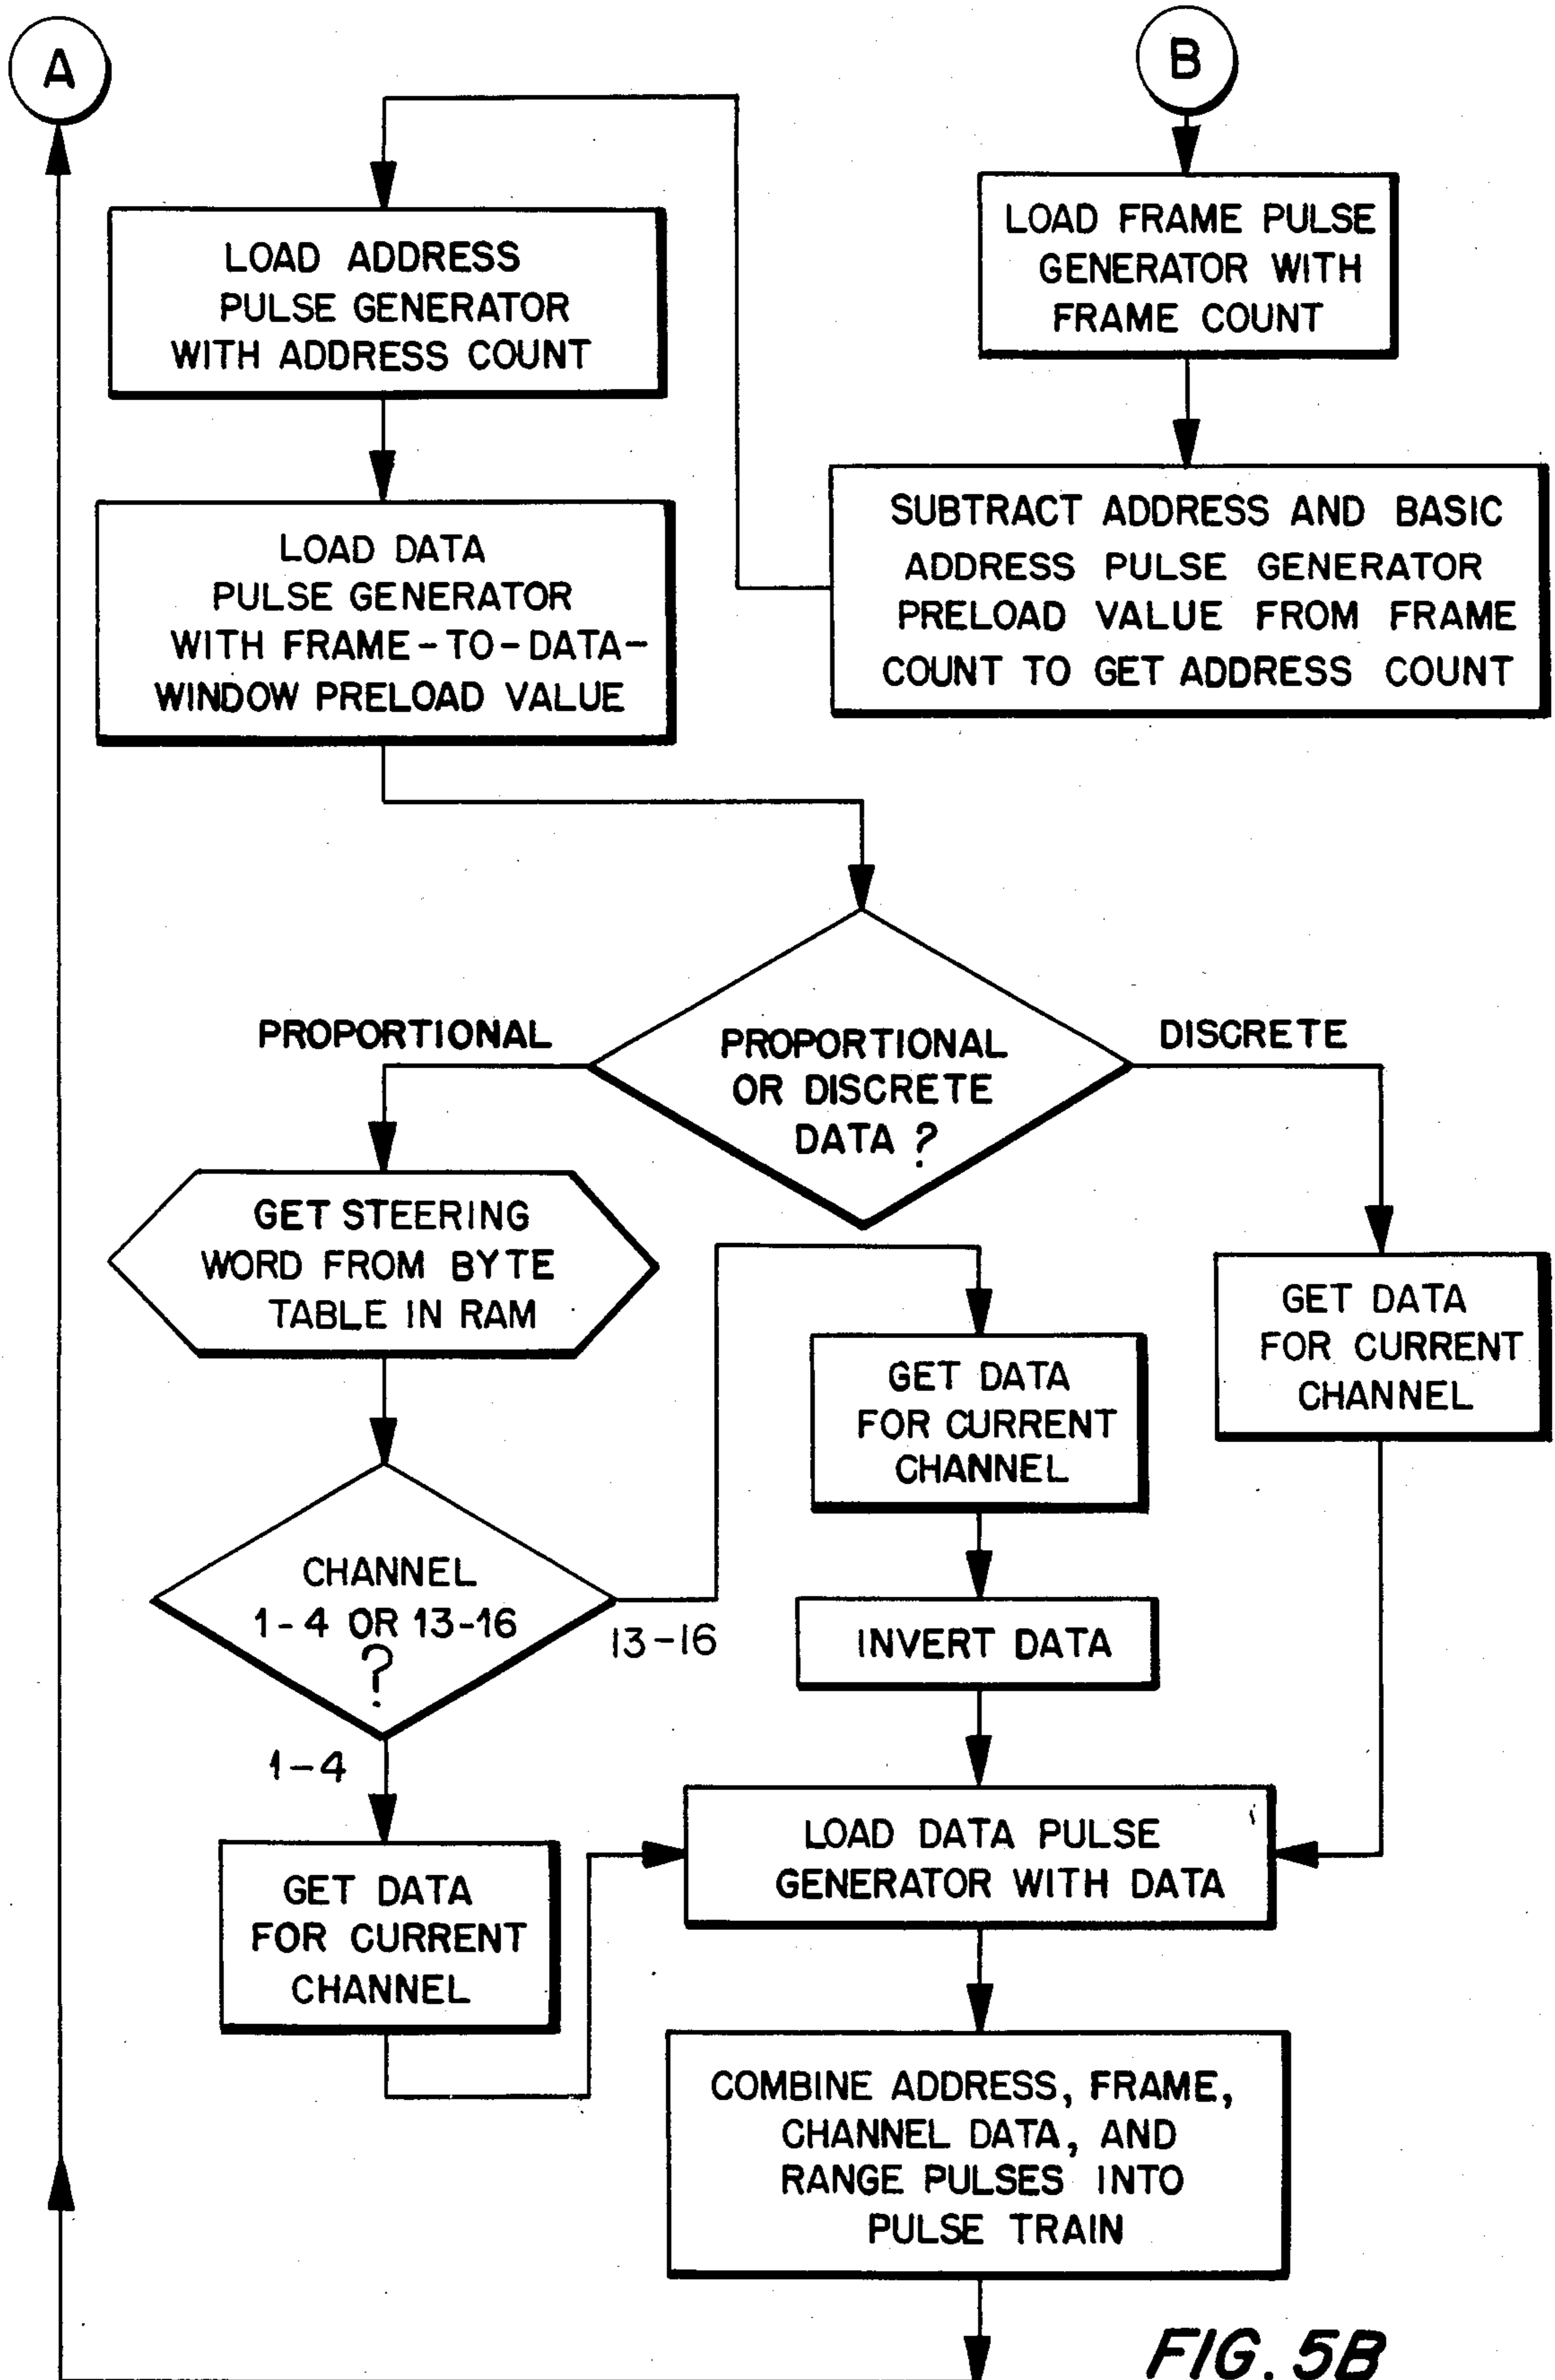 A
B
LOAD FRAME PULSE
GENERATOR WITH
FRAME COUNT
SUBTRACT ADDRESS AND BASIC
ADDRESS PULSE GENERATOR
PRELOAD VALUE FROM FRAME
COUNT TO GET ADDRESS COUNT
LOAD ADDRESS
PULSE GENERATOR
WITH ADDRESS COUNT
LOAD DATA
PULSE GENERATOR
WITH FRAME-TO-DATA-
WINDOW PRELOAD VALUE
PROPORTIONAL
OR DISCRETE
DATA ?
PROPORTIONAL
DISCRETE
GET STEERING
WORD FROM BYTE
TABLE IN RAM
CHANNEL
1-4 OR 13-16
?
13-16
1-4
GET DATA
FOR CURRENT
CHANNEL
GET DATA
FOR CURRENT
CHANNEL
INVERT DATA
GET DATA
FOR CURRENT
CHANNEL
LOAD DATA PULSE
GENERATOR WITH DATA
COMBINE ADDRESS, FRAME,
CHANNEL DATA, AND
RANGE PULSES INTO
PULSE TRAIN
FIG. 5B